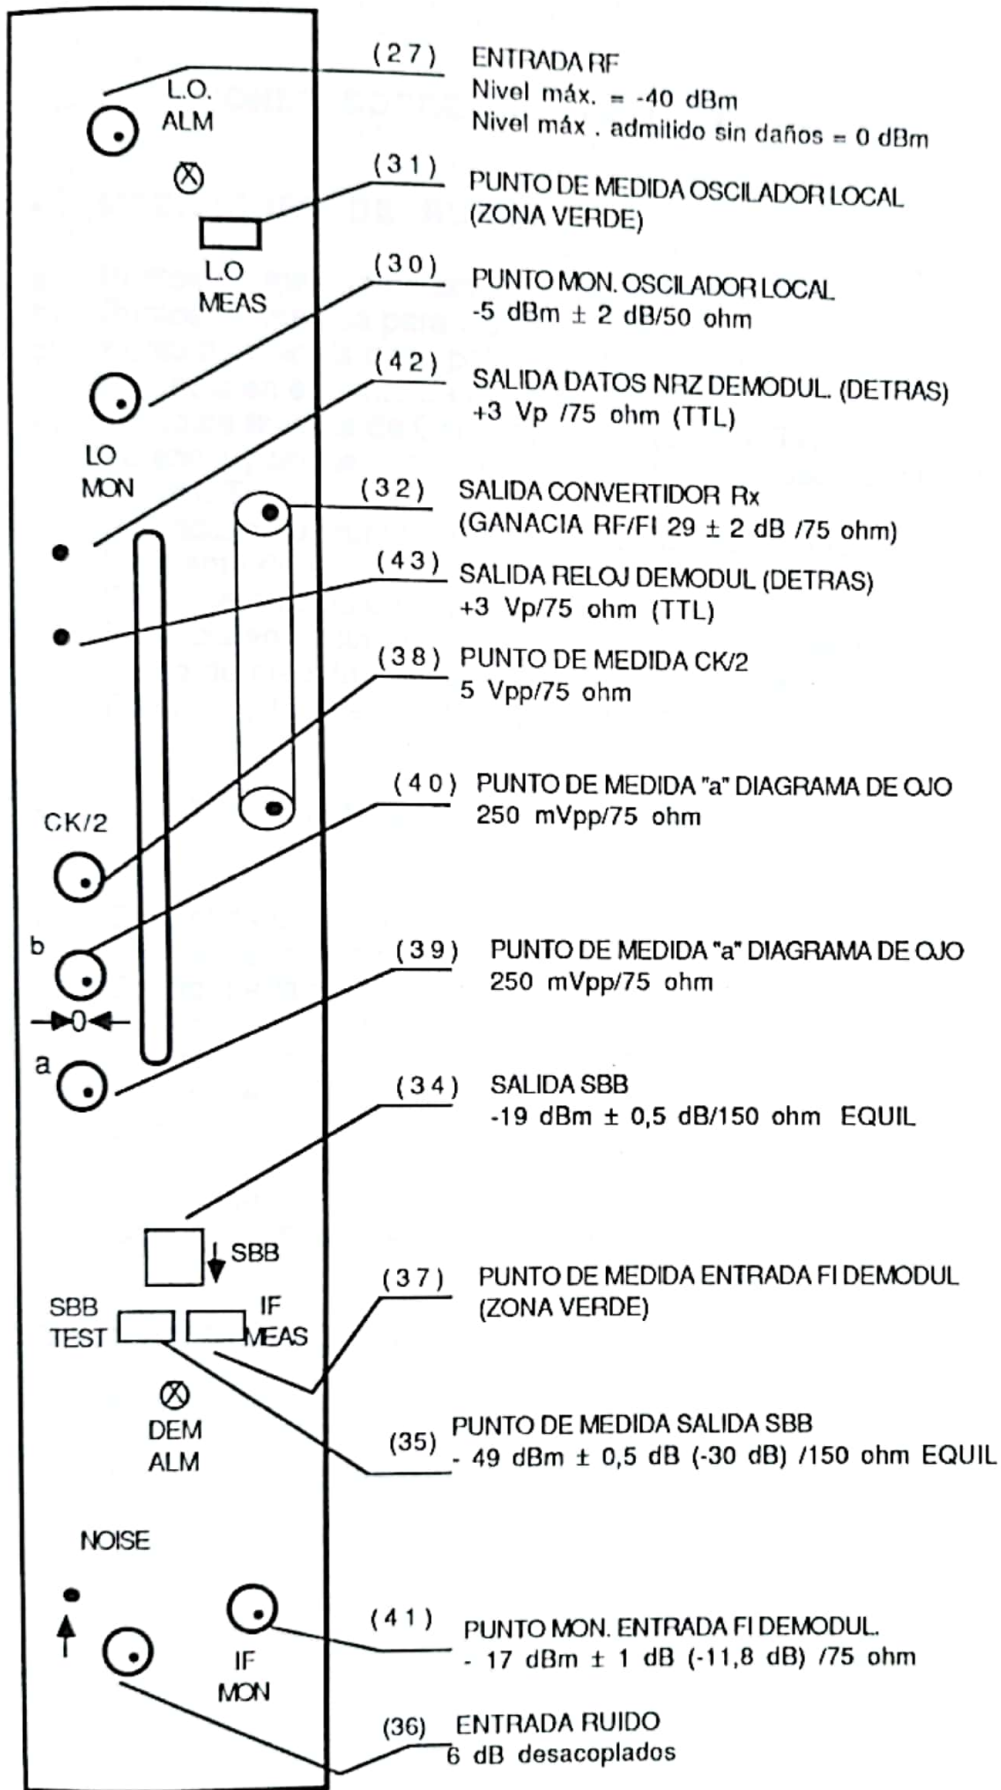 (27) ENTRADA RF
Nivel máx. = -40 dBm
Nivel máx . admitido sin daños = 0 dBm
L.O.
ALM
(31) PUNTO DE MEDIDA OSCILADOR LOCAL
(ZONA VERDE)
L.O
MEAS
(30) PUNTO MON. OSCILADOR LOCAL
-5 dBm ± 2 dB/50 ohm
(42) SALIDA DATOS NRZ DEMODUL. (DETRAS)
+3 Vp /75 ohm (TTL)
LO
MON
(32) SALIDA CONVERTIDOR Rx
(GANACIA RF/FI 29 ± 2 dB /75 ohm)
(43) SALIDA RELOJ DEMODUL (DETRAS)
+3 Vp/75 ohm (TTL)
(38) PUNTO DE MEDIDA CK/2
5 Vpp/75 ohm
(40) PUNTO DE MEDIDA "a" DIAGRAMA DE OJO
250 mVpp/75 ohm
CK/2
b
(39) PUNTO DE MEDIDA "a" DIAGRAMA DE OJO
250 mVpp/75 ohm
0
a
(34) SALIDA SBB
-19 dBm ± 0,5 dB/150 ohm EQUIL
SBB
(37) PUNTO DE MEDIDA ENTRADA FI DEMODUL
(ZONA VERDE)
SBB
TEST
IF
MEAS
DEM
ALM
(35) PUNTO DE MEDIDA SALIDA SBB
- 49 dBm ± 0,5 dB (-30 dB) /150 ohm EQUIL
NOISE
(41) PUNTO MON. ENTRADA FI DEMODUL.
- 17 dBm ± 1 dB (-11,8 dB) /75 ohm
IF
MON
(36) ENTRADA RUIDO
6 dB desacoplados